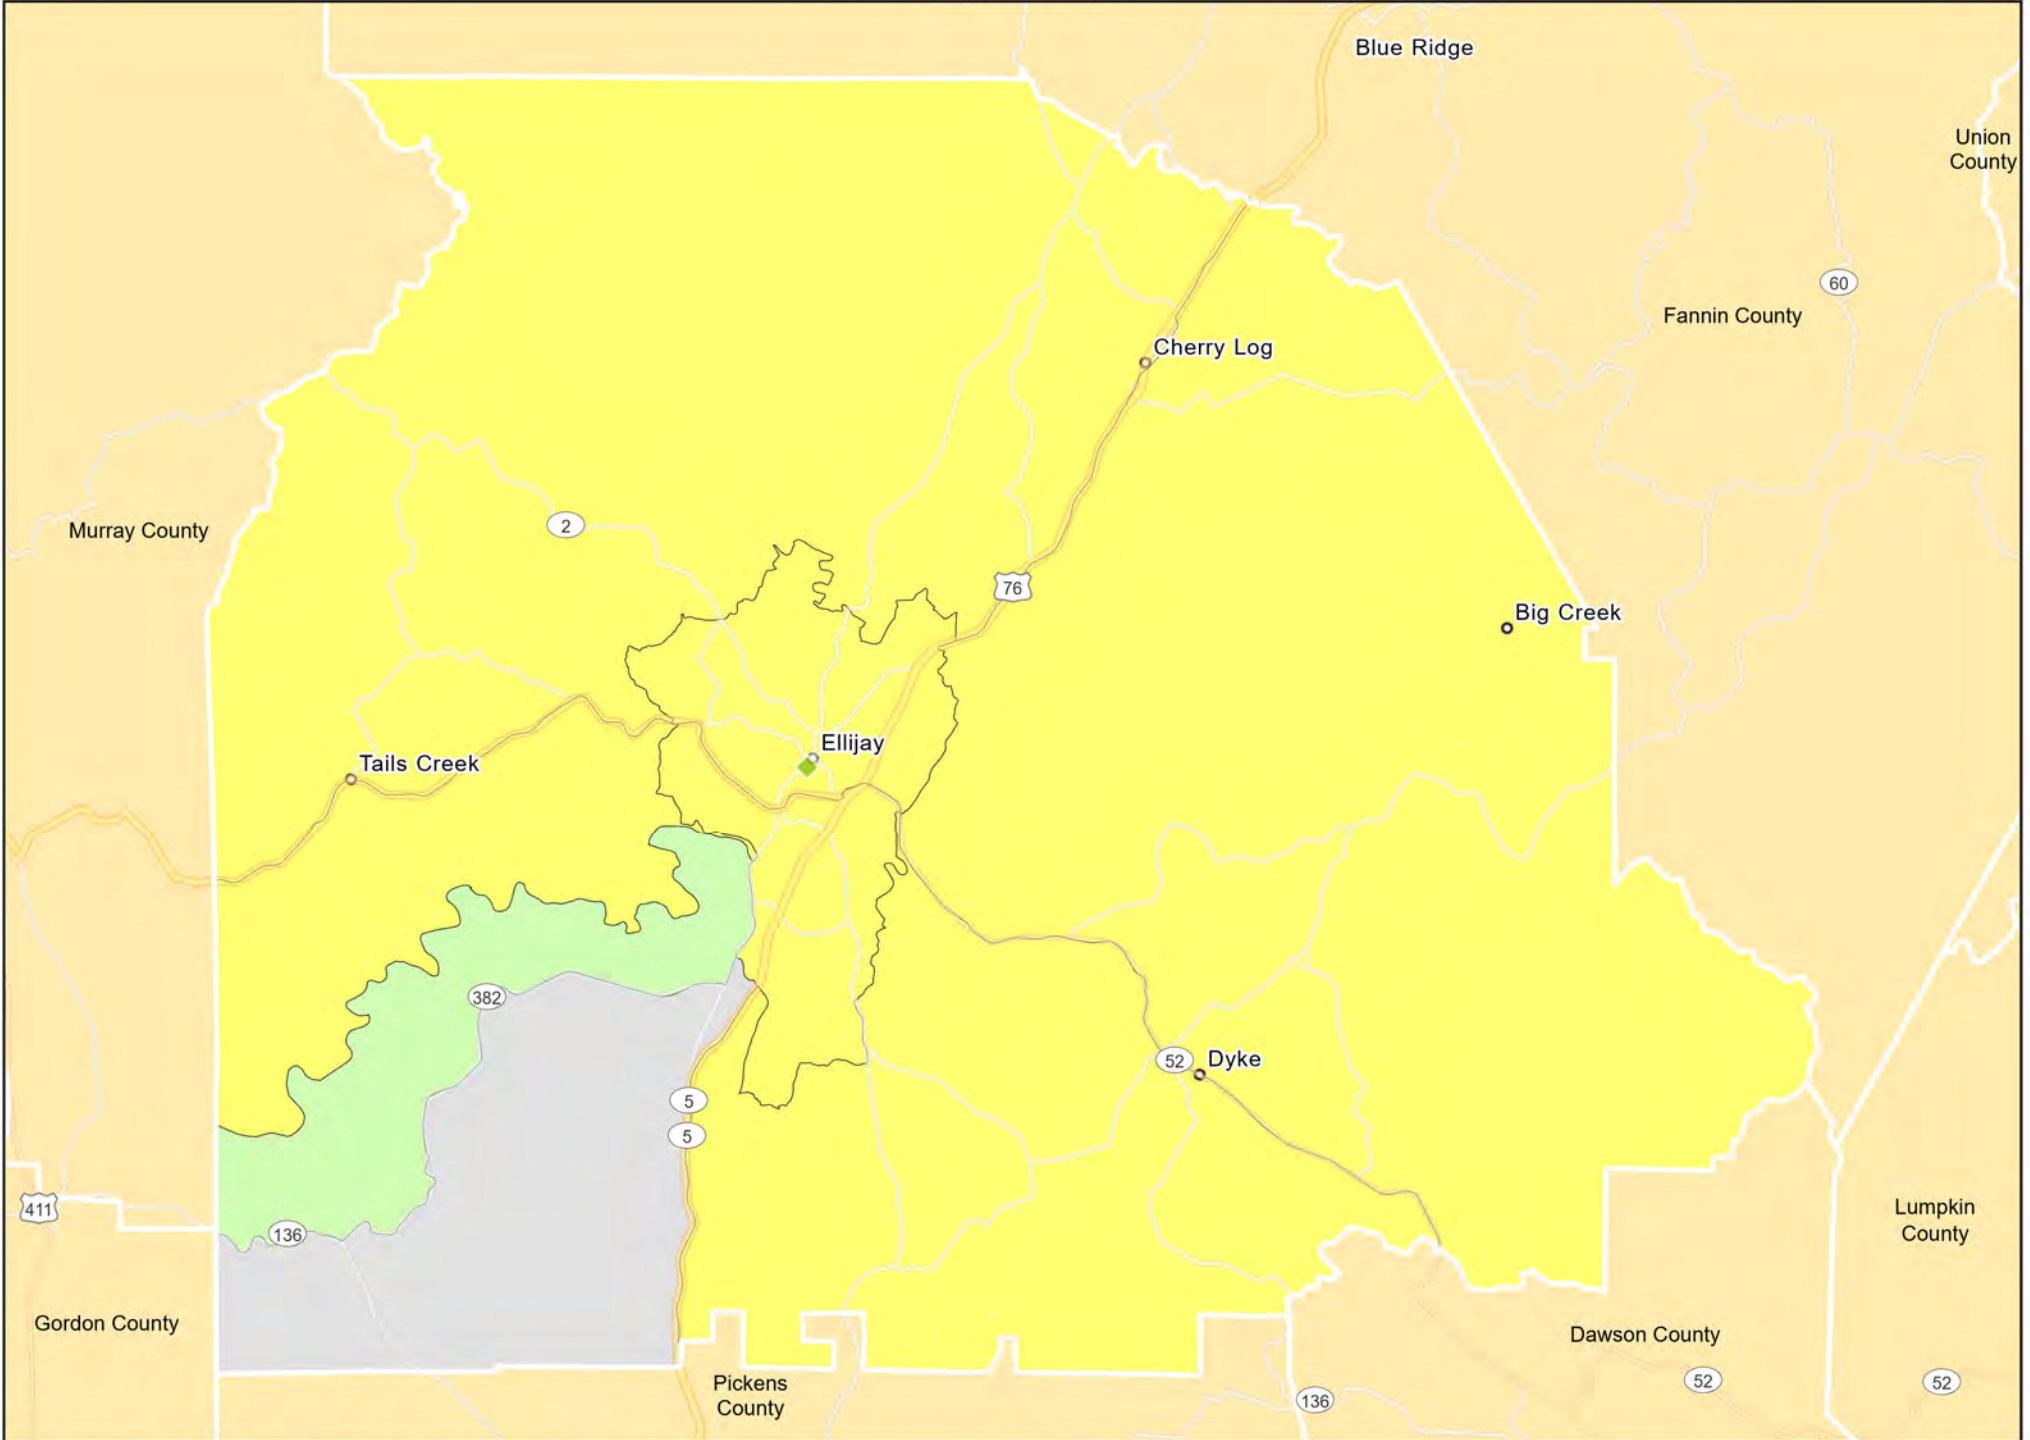 Blue Ridge
Union
County
60
Fannin County
Cherry Log
2
Murray County
76
Big Creek
Ellijay
Tails Creek
382
52
Dyke
5
5
411
136
Lumpkin
County
Gordon County
Dawson County
Pickens
County
52
52
136